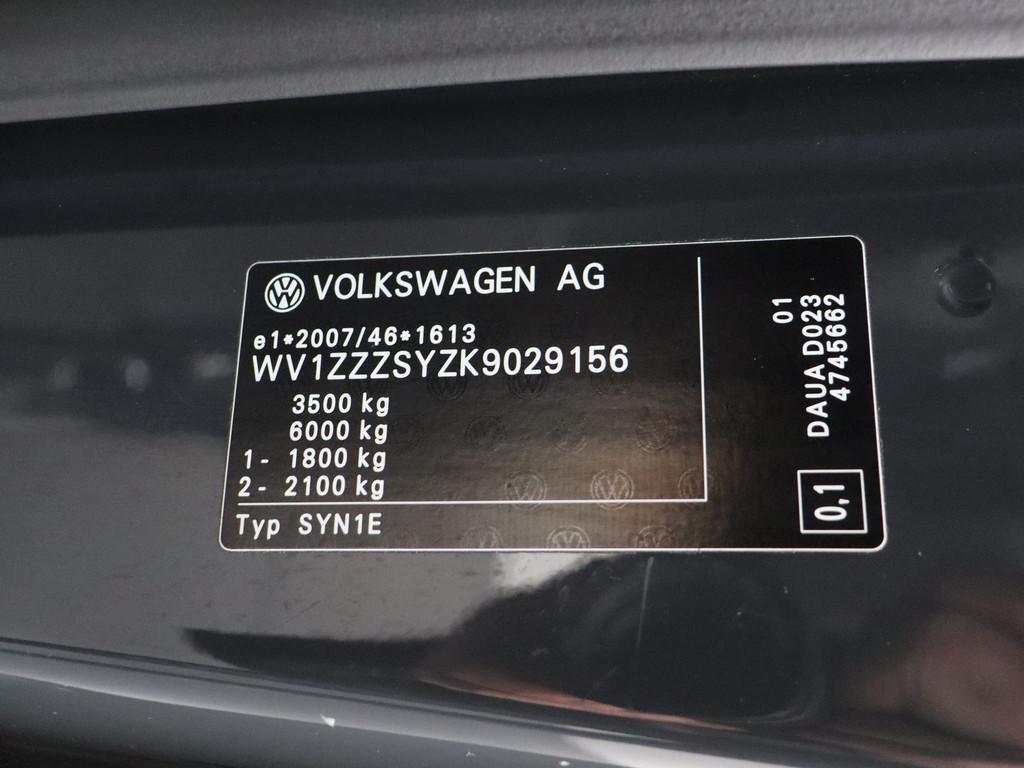 VOLKSWAGEN AG
e1*2007/46*1613
WV1ZZZSYZK9029156
3500 kg
6000 kg
1- 1800 kg
2- 2100 kg
Typ SYN1E
01
DAUA D023
4745662
0,1